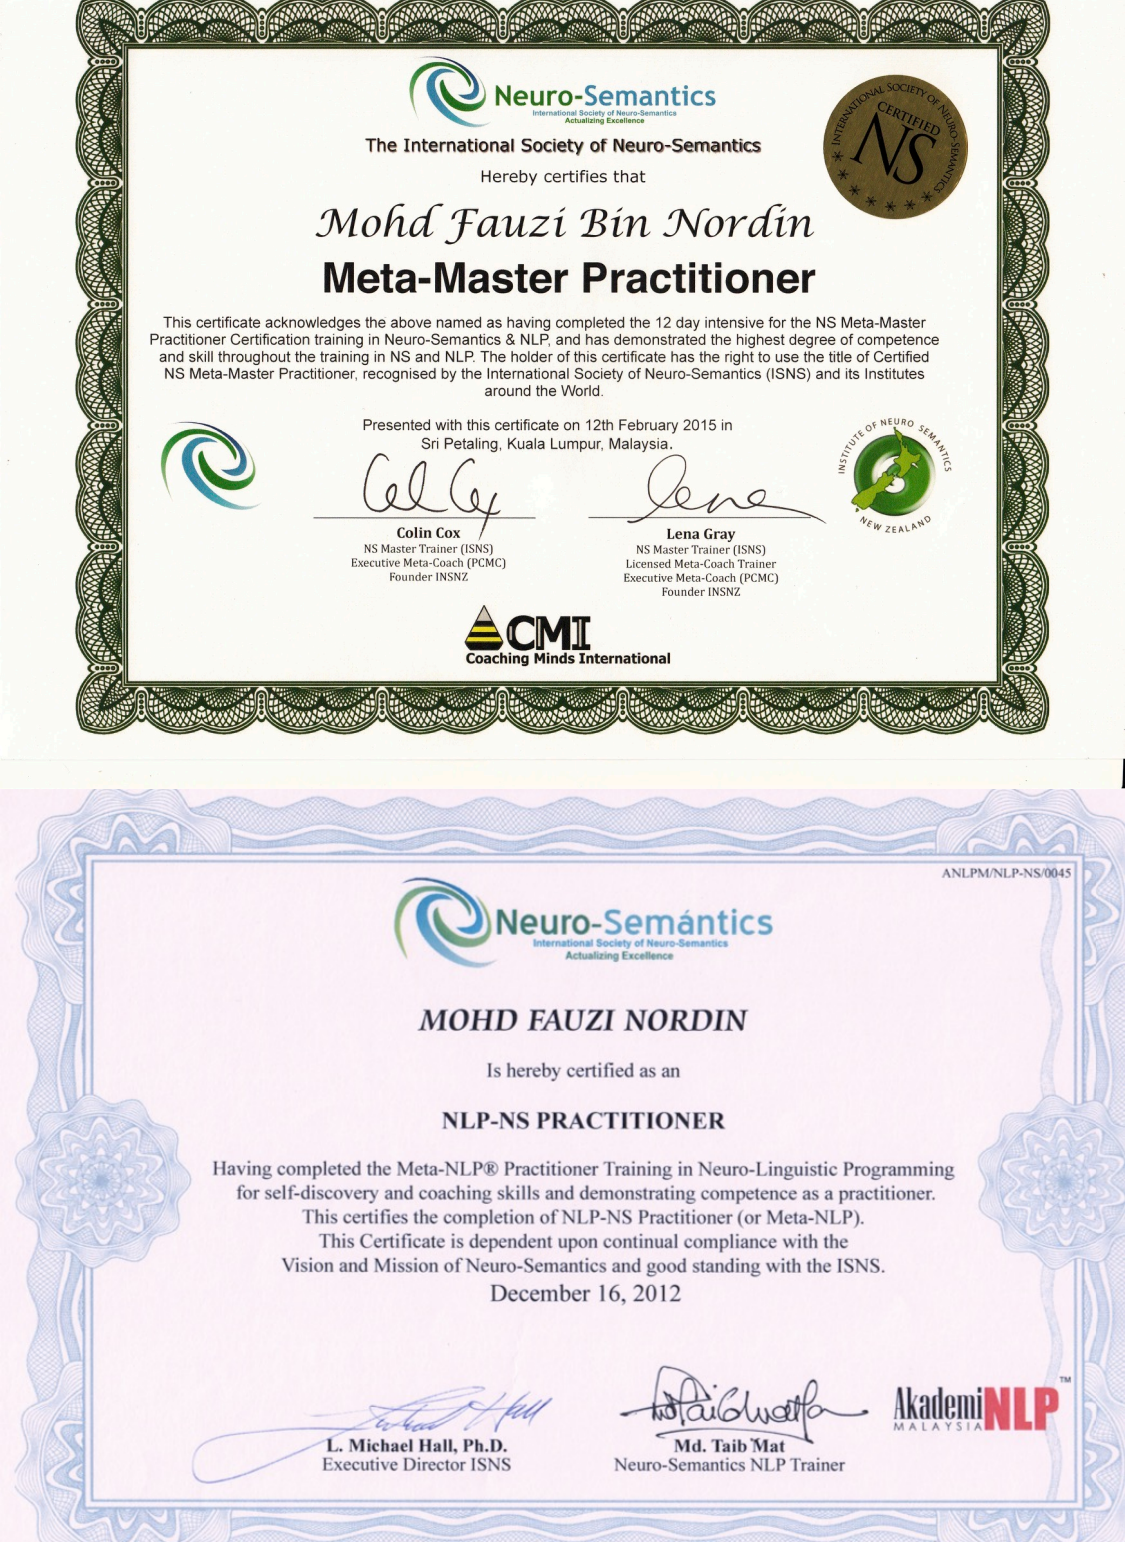 Neuro-Semantics
International Society of Neuro-Semantics
Actualizing Excellence
INTERNATIONAL SOCIETY OF NEURO-SEMANTICS
CERTIFIED
NS
The International Society of Neuro-Semantics
Hereby certifies that
Mohd Fauzi Bin Nordin
Meta-Master Practitioner
This certificate acknowledges the above named as having completed the 12 day intensive for the NS Meta-Master
Practitioner Certification training in Neuro-Semantics & NLP, and has demonstrated the highest degree of competence
and skill throughout the training in NS and NLP. The holder of this certificate has the right to use the title of Certified
NS Meta-Master Practitioner, recognised by the International Society of Neuro-Semantics (ISNS) and its Institutes
around the World.
Presented with this certificate on 12th February 2015 in
Sri Petaling, Kuala Lumpur, Malaysia.
INSTITUTE OF NEURO SEMANTICS
NEW ZEALAND
Colin Cox
NS Master Trainer (ISNS)
Executive Meta-Coach (PCMC)
Founder INSNZ
Lena Gray
NS Master Trainer (ISNS)
Licensed Meta-Coach Trainer
Executive Meta-Coach (PCMC)
Founder INSNZ
CMI
Coaching Minds International
ANLPM/NLP-NS/0045
Neuro-Semántics
International Society of Neuro-Semantics
Actualizing Excellence
MOHD FAUZI NORDIN
Is hereby certified as an
NLP-NS PRACTITIONER
Having completed the Meta-NLP® Practitioner Training in Neuro-Linguistic Programming
for self-discovery and coaching skills and demonstrating competence as a practitioner.
This certifies the completion of NLP-NS Practitioner (or Meta-NLP).
This Certificate is dependent upon continual compliance with the
Vision and Mission of Neuro-Semantics and good standing with the ISNS.
December 16, 2012
L. Michael Hall, Ph.D.
Executive Director ISNS
Md. Taib Mat
Neuro-Semantics NLP Trainer
AkademiNLP™
MALAYSIA